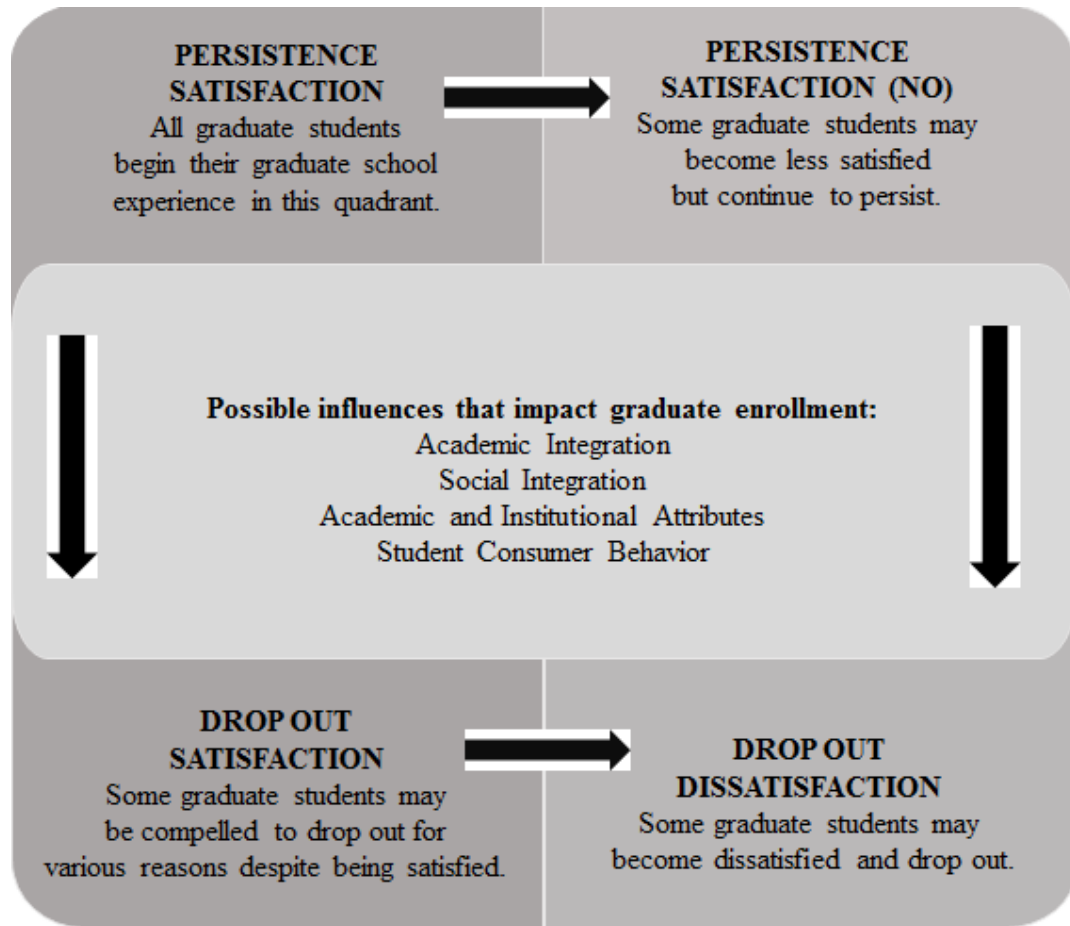 PERSISTENCE
SATISFACTION
All graduate students
begin their graduate school
experience in this quadrant.
PERSISTENCE
SATISFACTION (NO)
Some graduate students may
become less satisfied
but continue to persist.
Possible influences that impact graduate enrollment:
Academic Integration
Social Integration
Academic and Institutional Attributes
Student Consumer Behavior
DROP OUT
SATISFACTION
Some graduate students may
be compelled to drop out for
various reasons despite being satisfied.
DROP OUT
DISSATISFACTION
Some graduate students may
become dissatisfied and drop out.